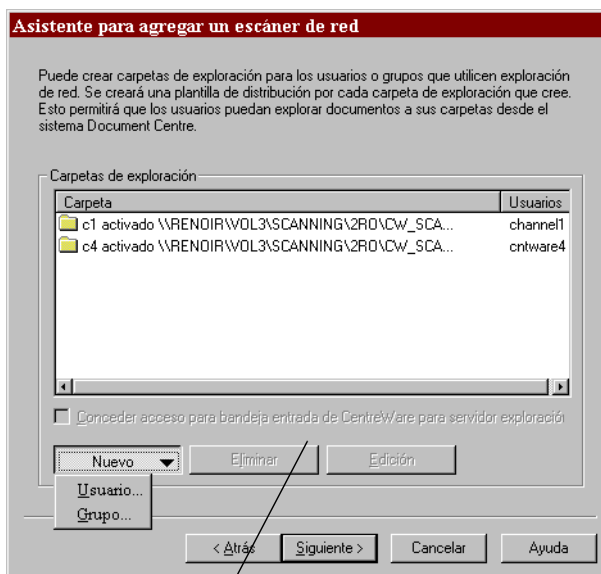 Asistente para agregar un escáner de red
Puede crear carpetas de exploración para los usuarios o grupos que utilicen exploración
de red. Se creará una plantilla de distribución por cada carpeta de exploración que cree.
Esto permitirá que los usuarios puedan explorar documentos a sus carpetas desde el
sistema Document Centre.
Carpetas de exploración
Carpeta Usuarios
c1 activado \\RENOIR\VOL3\SCANNING\2RO\CW_SCA... channel1
c4 activado \\RENOIR\VOL3\SCANNING\2RO\CW_SCA... cntware4
Conceder acceso para bandeja entrada de CentreWare para servidor exploració
Nuevo Eliminar Edición
Usuario...
Grupo...
< Atrás Siguiente > Cancelar Ayuda